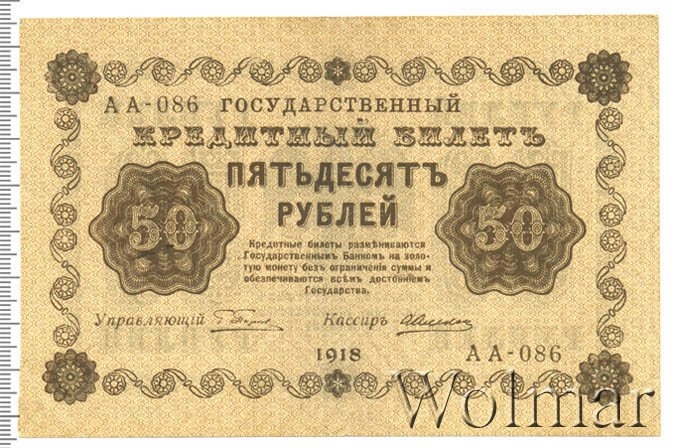 АА-086 ГОСУДАРСТВЕННЫЙ
КРЕДИТНЫЙ БИЛЕТЪ
ПЯТЬДЕСЯТЪ
РУБЛЕЙ
50
50
Кредитные билеты размѣниваются
Государственнымъ Банкомъ на золо-
тую монету безъ ограниченія суммы и
обезпечиваются всѣмъ достояніемъ
Государства.
Управляющій
Кассиръ
1918
АА-086
Wolmar